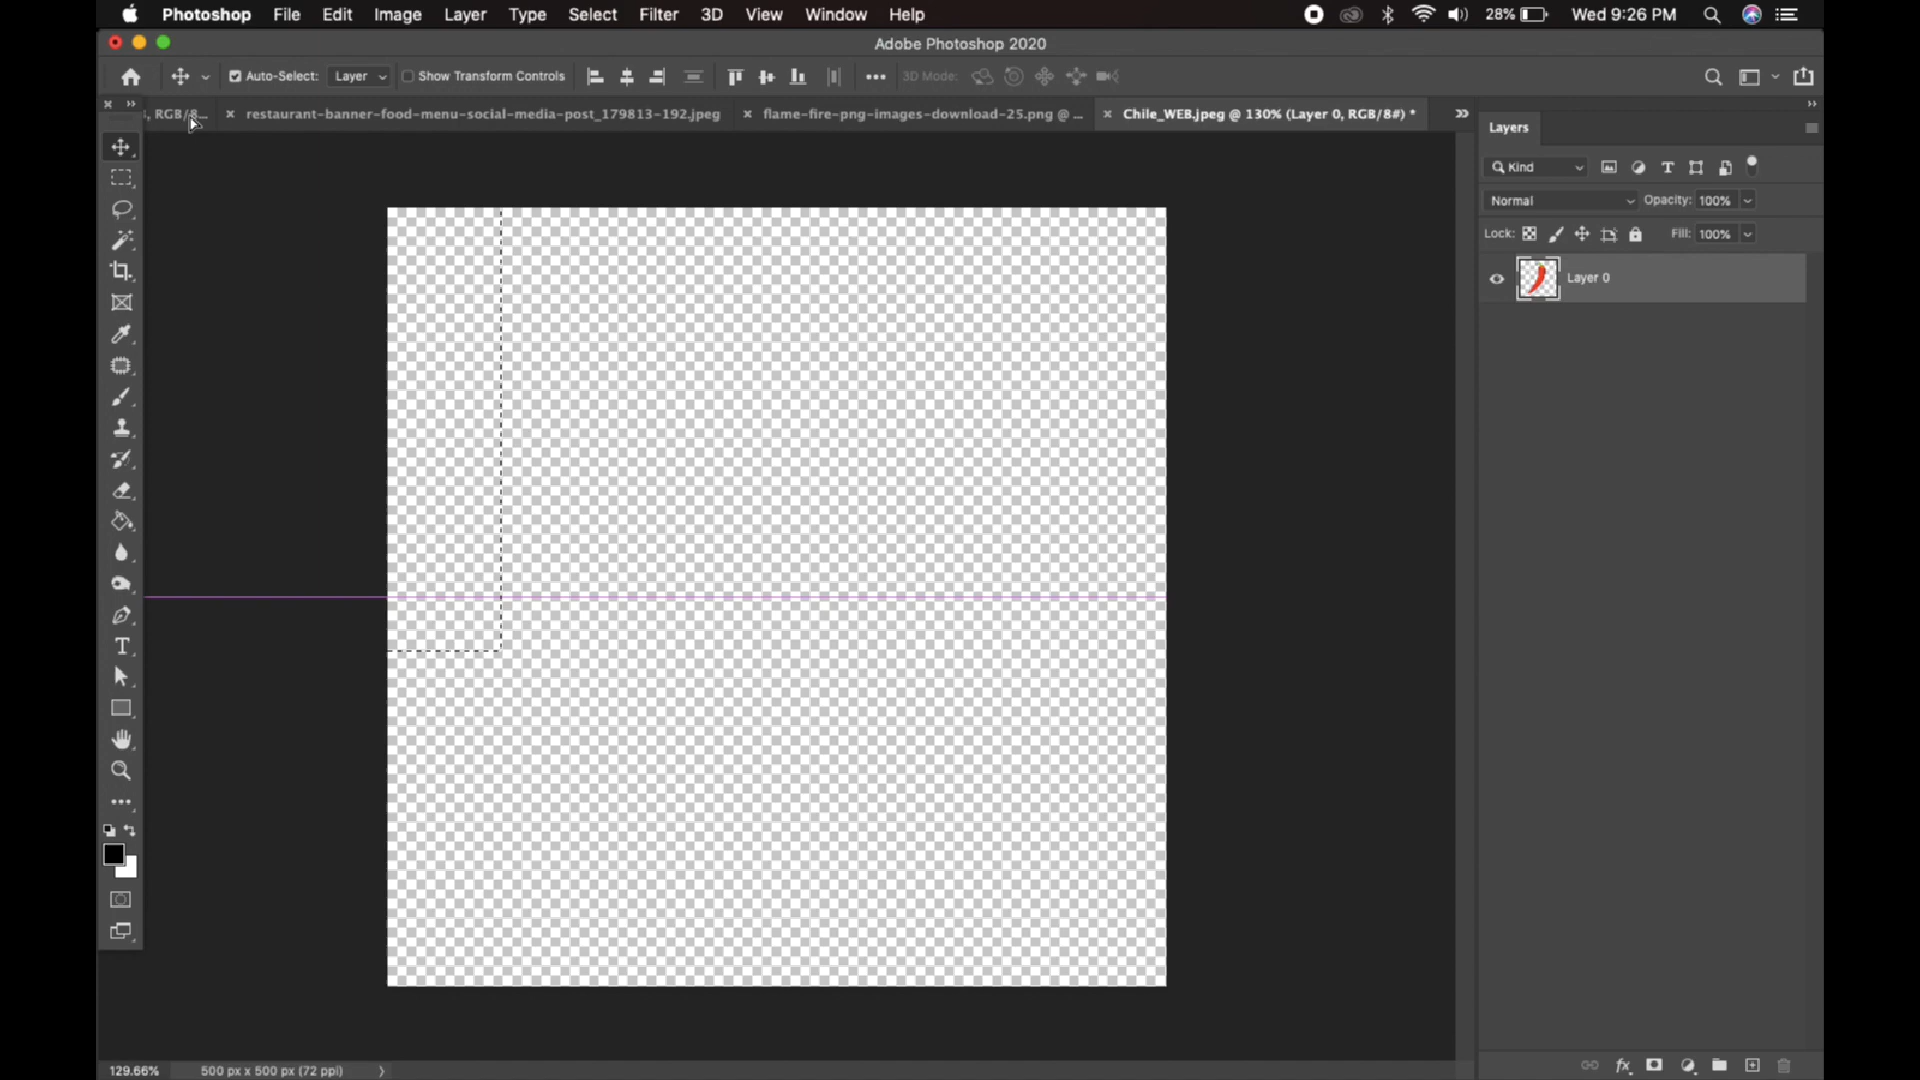 Photoshop File Edit Image Layer Type Select Filter 3D View Window Help 28% Wed 9:26 PM
Adobe Photoshop 2020
Auto-Select: Layer Show Transform Controls 3D Mode:
, RGB/8... restaurant-banner-food-menu-social-media-post_179813-192.jpeg flame-fire-png-images-download-25.png @ ... Chile_WEB.jpeg @ 130% (Layer 0, RGB/8#) *
Layers
Kind
Normal Opacity: 100%
Lock: Fill: 100%
Layer 0
129.66% 500 px x 500 px (72 ppi)